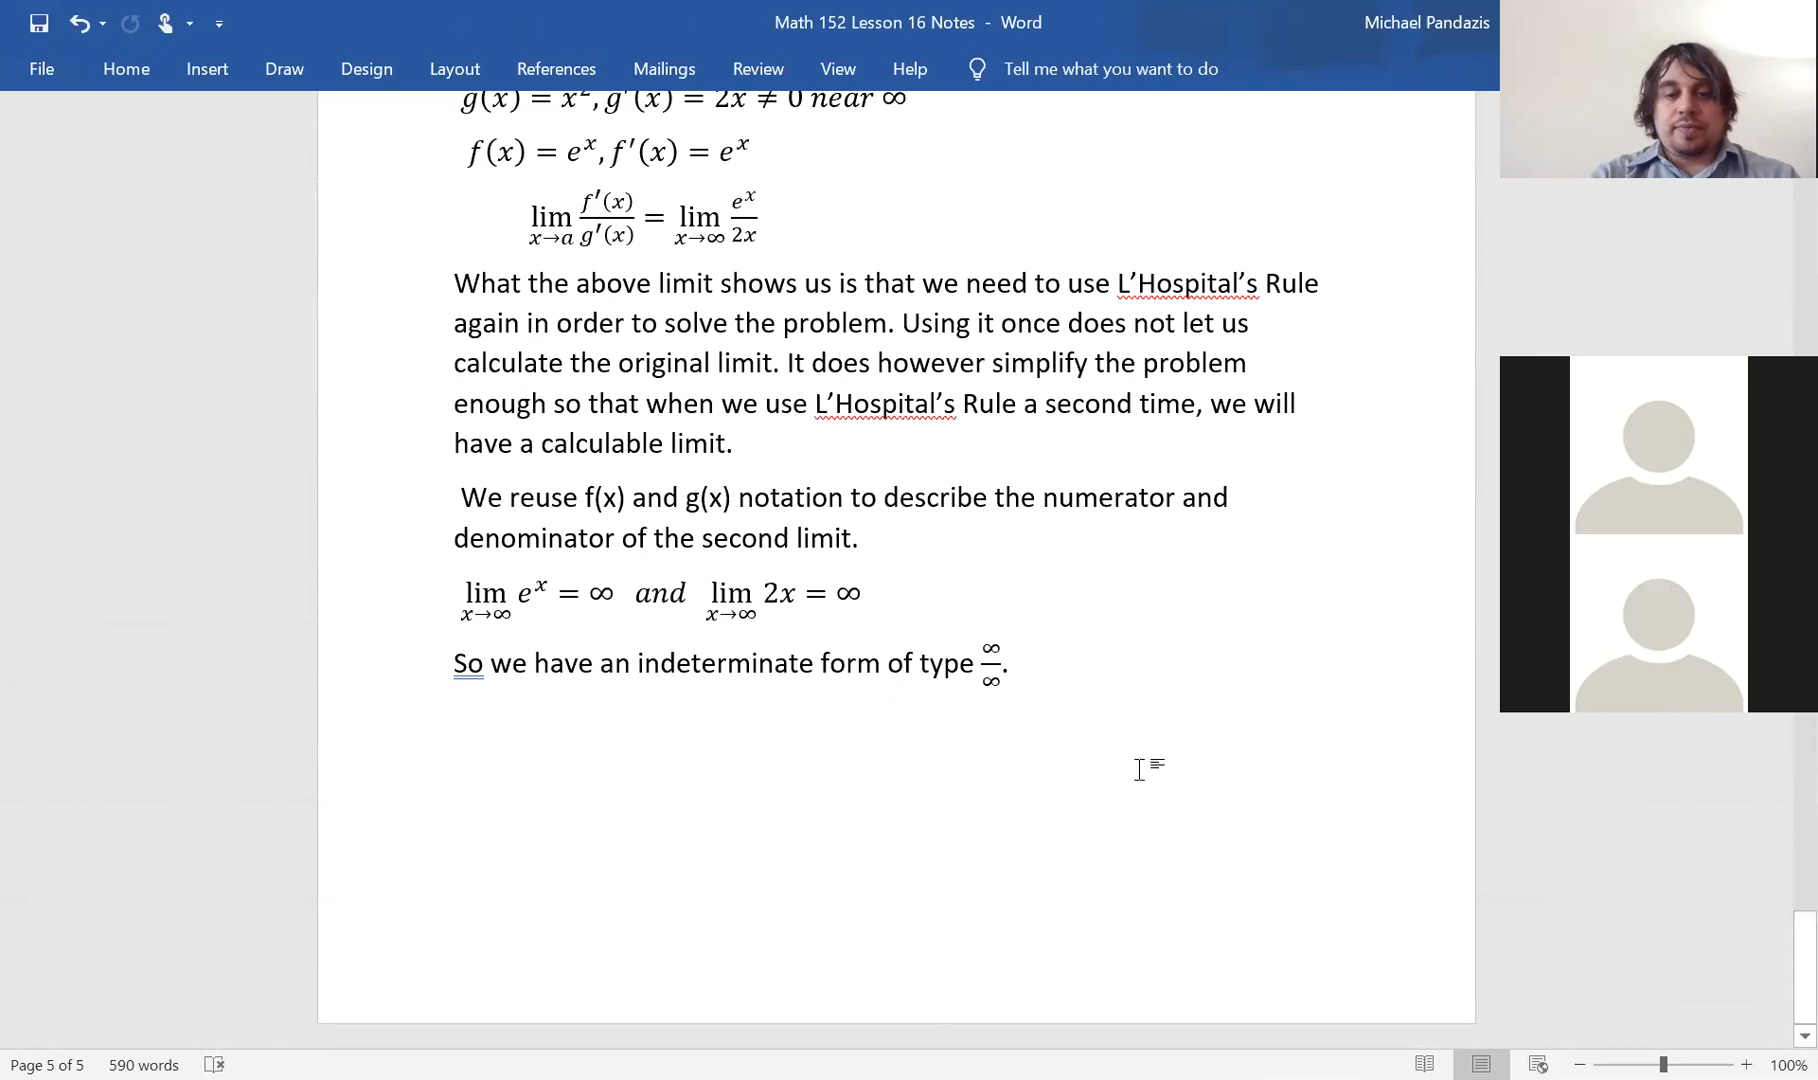 Math 152 Lesson 16 Notes - Word
Michael Pandazis
File Home Insert Draw Design Layout References Mailings Review View Help Tell me what you want to do
g(x) = x², g'(x) = 2x ≠ 0 near ∞
f(x) = eˣ, f'(x) = eˣ
lim x→a f'(x)/g'(x) = lim x→∞ eˣ/2x
What the above limit shows us is that we need to use L’Hospital’s Rule
again in order to solve the problem. Using it once does not let us
calculate the original limit. It does however simplify the problem
enough so that when we use L’Hospital’s Rule a second time, we will
have a calculable limit.
We reuse f(x) and g(x) notation to describe the numerator and
denominator of the second limit.
lim x→∞ eˣ = ∞ and lim x→∞ 2x = ∞
So we have an indeterminate form of type ∞/∞.
Page 5 of 5 590 words 100%